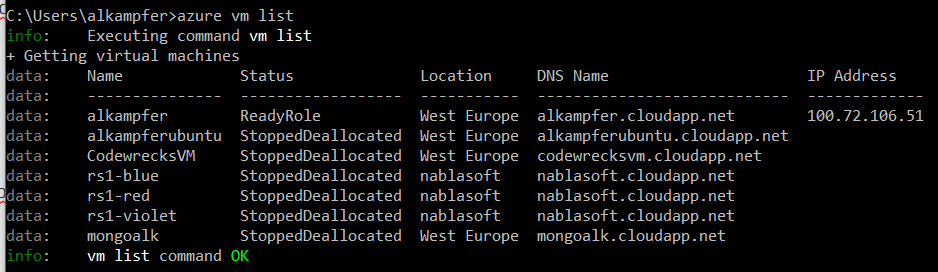 C:\Users\alkampfer>azure vm list
info:    Executing command vm list
+ Getting virtual machines
data:    Name             Status              Location     DNS Name                      IP Address
data:    ---------------  ------------------  -----------  ----------------------------  -------------
data:    alkampfer        ReadyRole           West Europe  alkampfer.cloudapp.net        100.72.106.51
data:    alkampferubuntu  StoppedDeallocated  West Europe  alkampferubuntu.cloudapp.net
data:    CodewrecksVM     StoppedDeallocated  West Europe  codewrecksvm.cloudapp.net
data:    rs1-blue         StoppedDeallocated  nablasoft    nablasoft.cloudapp.net
data:    rs1-red          StoppedDeallocated  nablasoft    nablasoft.cloudapp.net
data:    rs1-violet       StoppedDeallocated  nablasoft    nablasoft.cloudapp.net
data:    mongoalk         StoppedDeallocated  West Europe  mongoalk.cloudapp.net
info:    vm list command OK